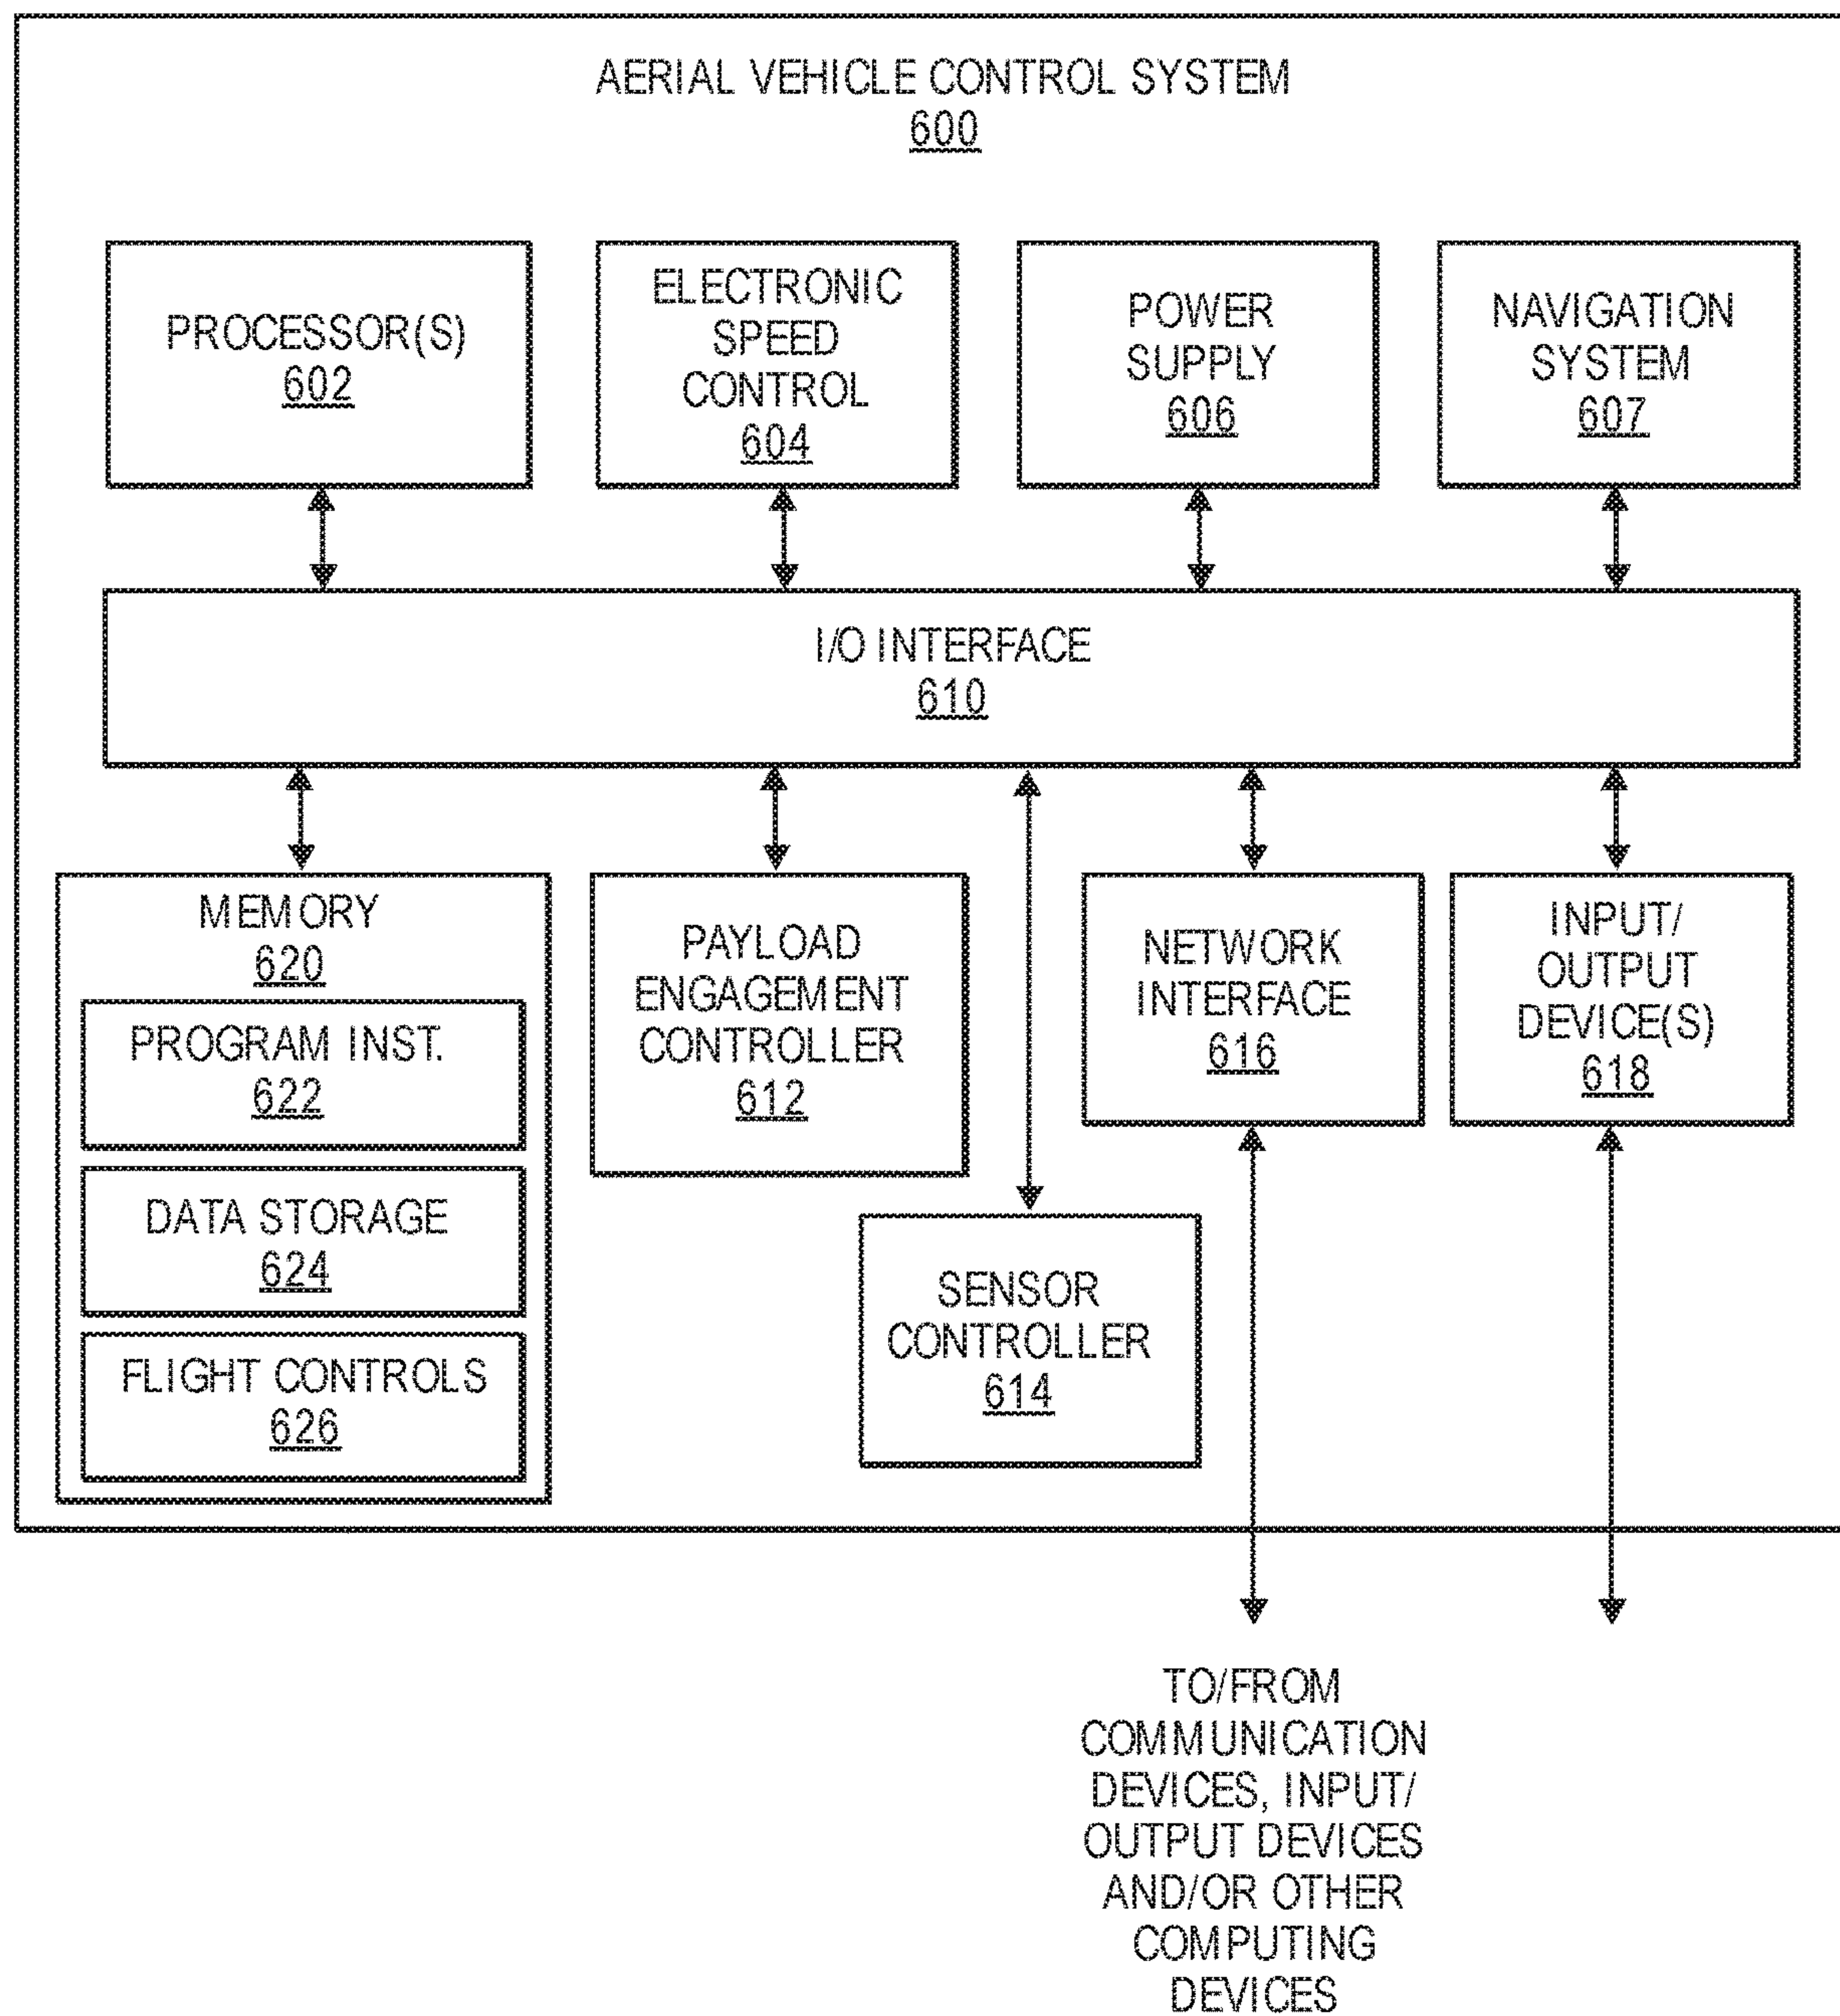 AERIAL VEHICLE CONTROL SYSTEM
600
PROCESSOR(S)
602
ELECTRONIC
SPEED
CONTROL
604
POWER
SUPPLY
606
NAVIGATION
SYSTEM
607
I/O INTERFACE
610
MEMORY
620
PROGRAM INST.
622
DATA STORAGE
624
FLIGHT CONTROLS
626
PAYLOAD
ENGAGEMENT
CONTROLLER
612
SENSOR
CONTROLLER
614
NETWORK
INTERFACE
616
INPUT/
OUTPUT
DEVICE(S)
618
TO/FROM
COMMUNICATION
DEVICES, INPUT/
OUTPUT DEVICES
AND/OR OTHER
COMPUTING
DEVICES